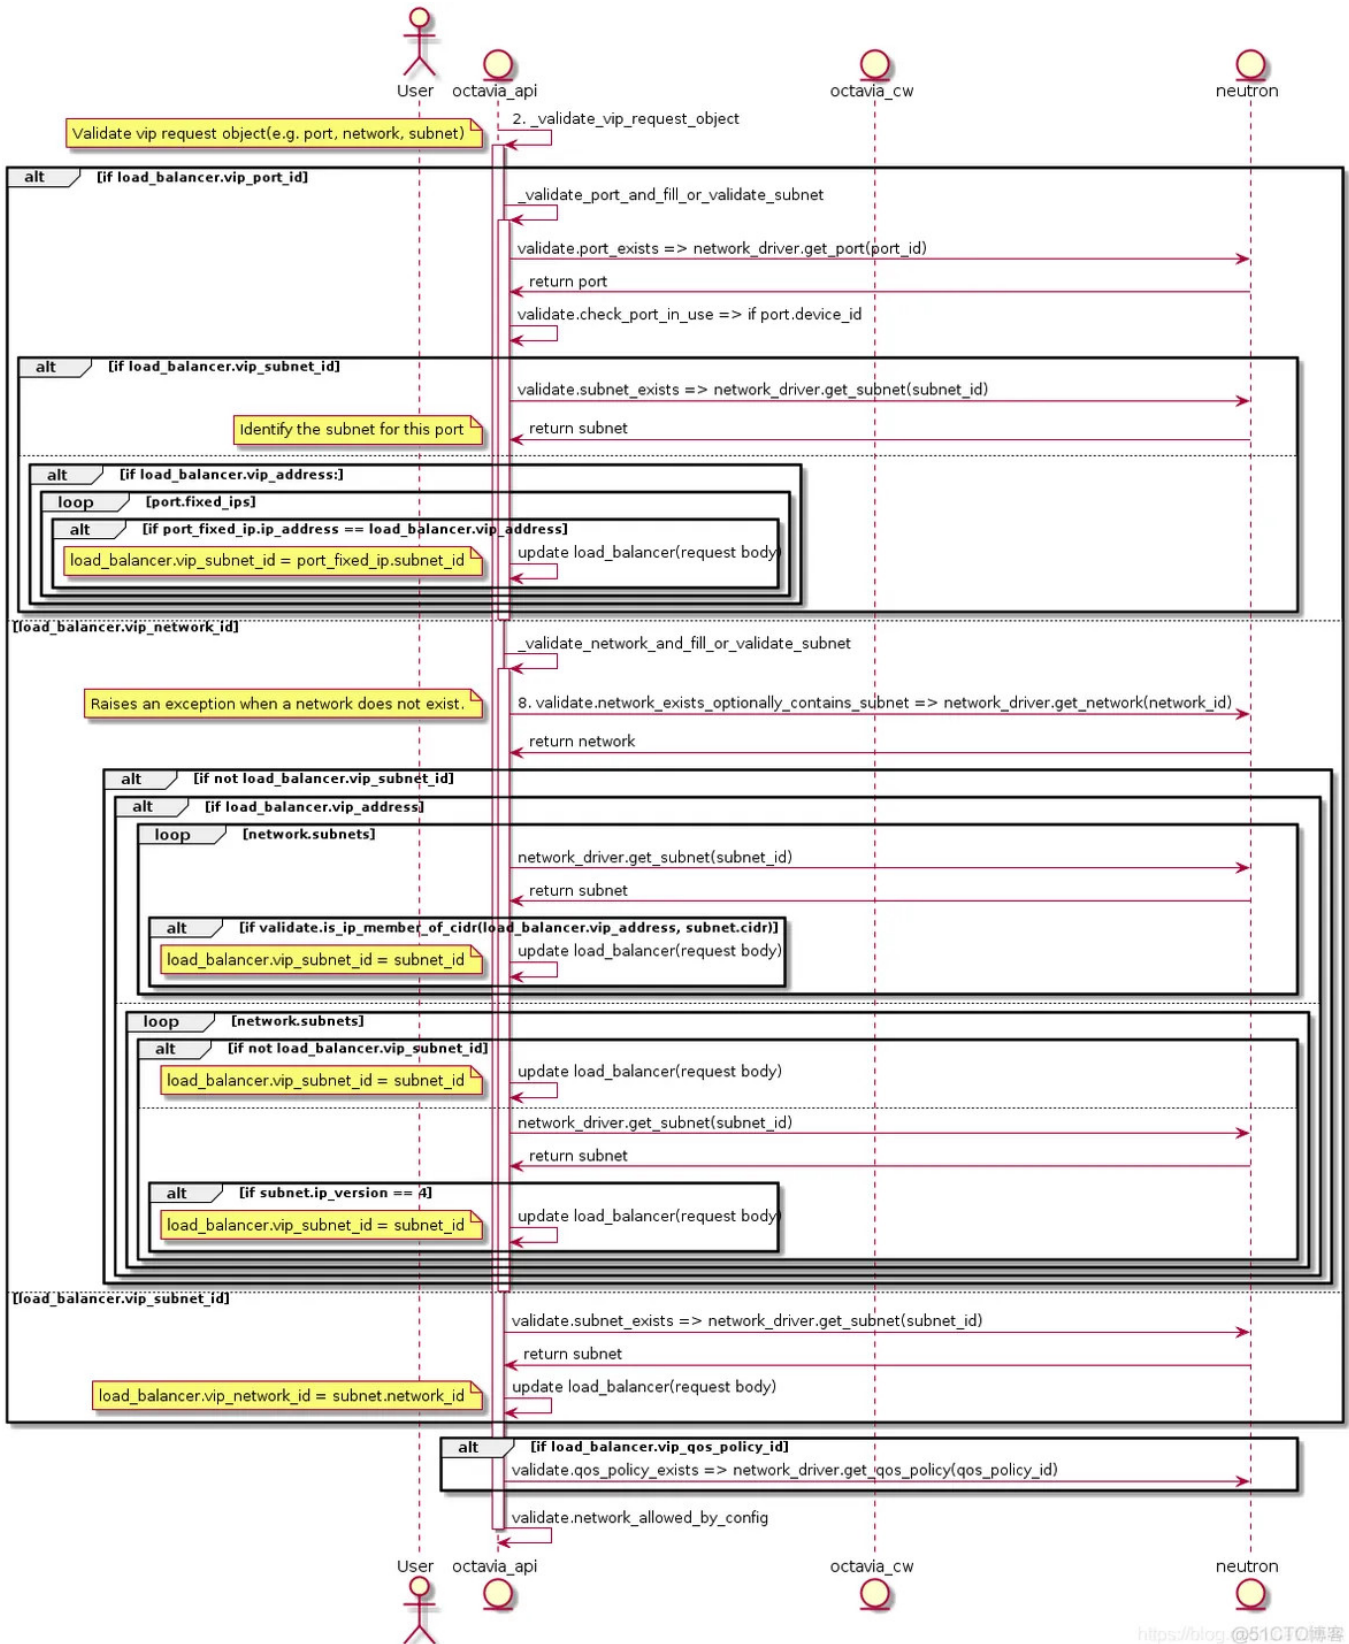 User octavia_api octavia_cw neutron
2. _validate_vip_request_object
Validate vip request object(e.g. port, network, subnet)
alt [if load_balancer.vip_port_id]
_validate_port_and_fill_or_validate_subnet
validate.port_exists => network_driver.get_port(port_id)
return port
validate.check_port_in_use => if port.device_id
alt [if load_balancer.vip_subnet_id]
validate.subnet_exists => network_driver.get_subnet(subnet_id)
Identify the subnet for this port return subnet
alt [if load_balancer.vip_address:]
loop [port.fixed_ips]
alt [if port_fixed_ip.ip_address == load_balancer.vip_address]
update load_balancer(request body)
load_balancer.vip_subnet_id = port_fixed_ip.subnet_id
[load_balancer.vip_network_id]
_validate_network_and_fill_or_validate_subnet
Raises an exception when a network does not exist. 8. validate.network_exists_optionally_contains_subnet => network_driver.get_network(network_id)
return network
alt [if not load_balancer.vip_subnet_id]
alt [if load_balancer.vip_address]
loop [network.subnets]
network_driver.get_subnet(subnet_id)
return subnet
alt [if validate.is_ip_member_of_cidr(load_balancer.vip_address, subnet.cidr)]
update load_balancer(request body)
load_balancer.vip_subnet_id = subnet_id
loop [network.subnets]
alt [if not load_balancer.vip_subnet_id]
update load_balancer(request body)
load_balancer.vip_subnet_id = subnet_id
network_driver.get_subnet(subnet_id)
return subnet
alt [if subnet.ip_version == 4]
update load_balancer(request body)
load_balancer.vip_subnet_id = subnet_id
[load_balancer.vip_subnet_id]
validate.subnet_exists => network_driver.get_subnet(subnet_id)
return subnet
update load_balancer(request body)
load_balancer.vip_network_id = subnet.network_id
alt [if load_balancer.vip_qos_policy_id]
validate.qos_policy_exists => network_driver.get_qos_policy(qos_policy_id)
validate.network_allowed_by_config
User octavia_api octavia_cw neutron
https://blog. @51CTO博客